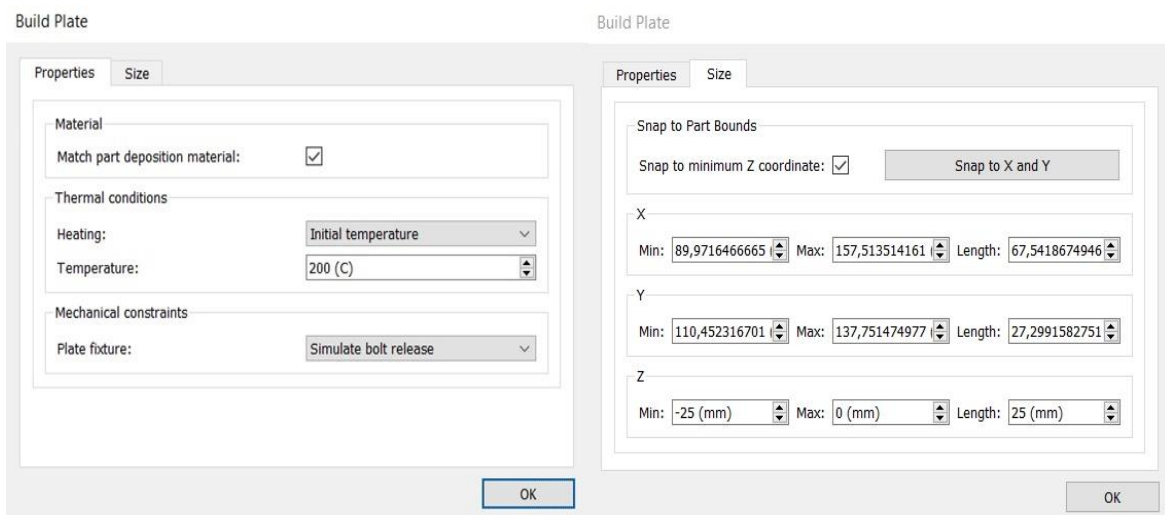 Build Plate
Properties Size
Material
Match part deposition material:
Thermal conditions
Heating: Initial temperature
Temperature: 200 (C)
Mechanical constraints
Plate fixture: Simulate bolt release
OK
Build Plate
Properties Size
Snap to Part Bounds
Snap to minimum Z coordinate: Snap to X and Y
X
Min: 89,9716466665 ( Max: 157,513514161 ( Length: 67,5418674946
Y
Min: 110,452316701 ( Max: 137,751474977 ( Length: 27,2991582751
Z
Min: -25 (mm) Max: 0 (mm) Length: 25 (mm)
OK